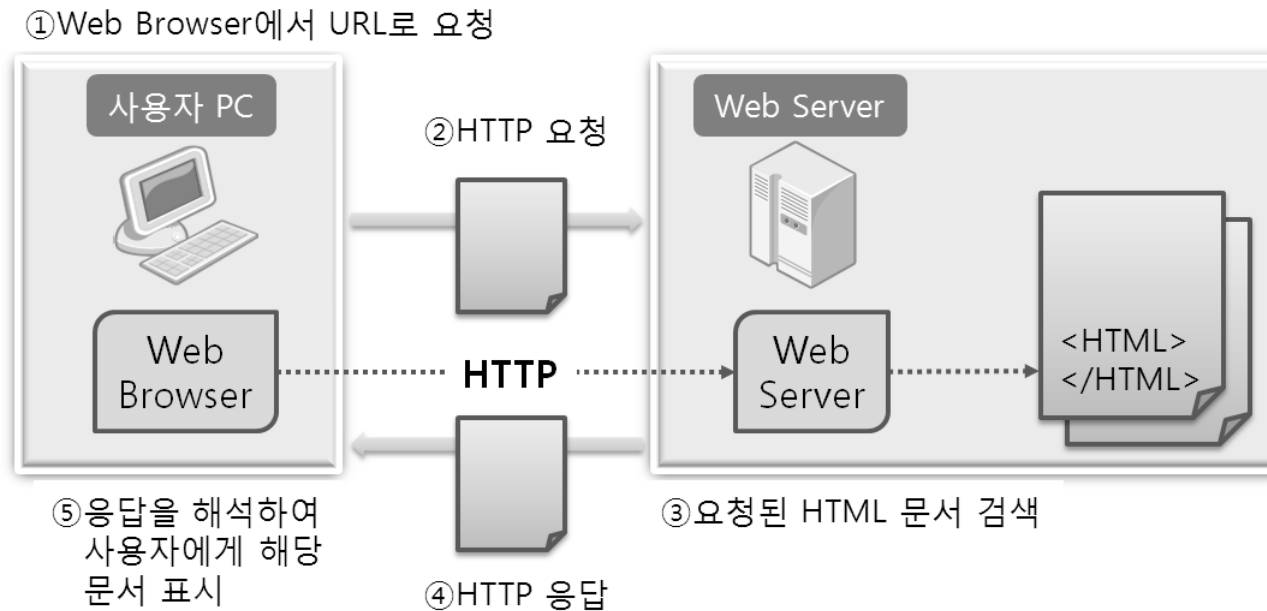 ①Web Browser에서 URL로 요청
사용자 PC
②HTTP 요청
Web Server
Web
Browser
HTTP
Web
Server
<HTML>
</HTML>
⑤응답을 해석하여
사용자에게 해당
문서 표시
④HTTP 응답
③요청된 HTML 문서 검색